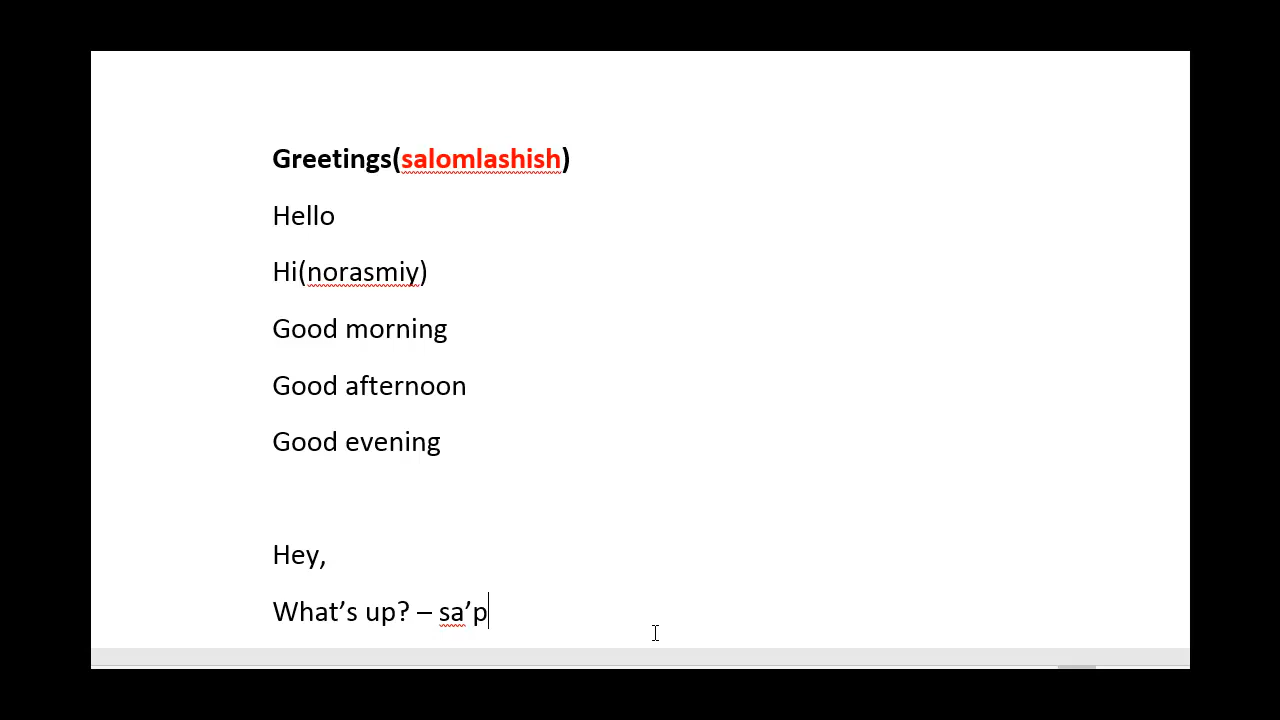 Greetings(salomlashish)
Hello
Hi(norasmiy)
Good morning
Good afternoon
Good evening
Hey,
What’s up? – sa’p